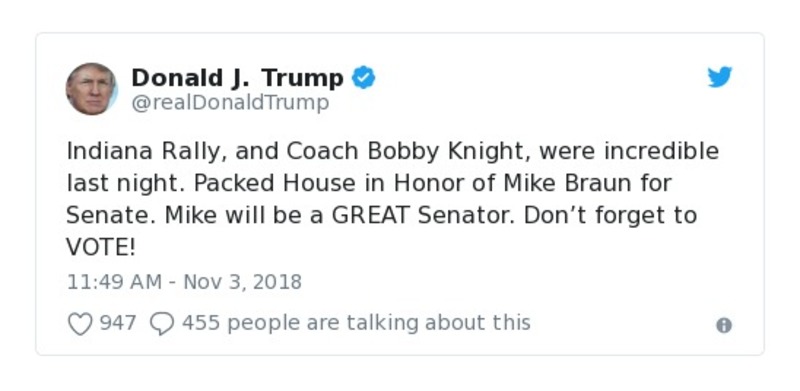 Donald J. Trump
@realDonaldTrump
Indiana Rally, and Coach Bobby Knight, were incredible
last night. Packed House in Honor of Mike Braun for
Senate. Mike will be a GREAT Senator. Don’t forget to
VOTE!
11:49 AM - Nov 3, 2018
947 455 people are talking about this